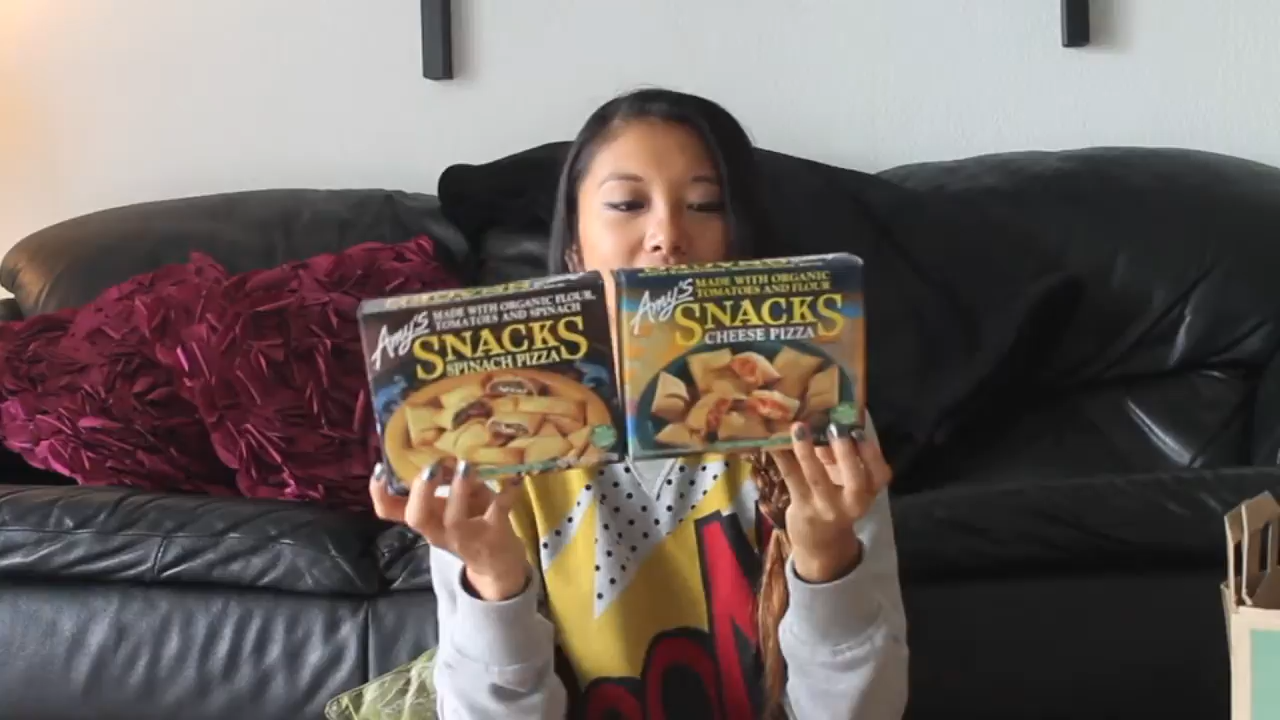 Amy's
MADE WITH ORGANIC FLOUR,
TOMATOES AND SPINACH
SNACKS
SPINACH PIZZA
Amy's
MADE WITH ORGANIC
TOMATOES AND FLOUR
SNACKS
CHEESE PIZZA